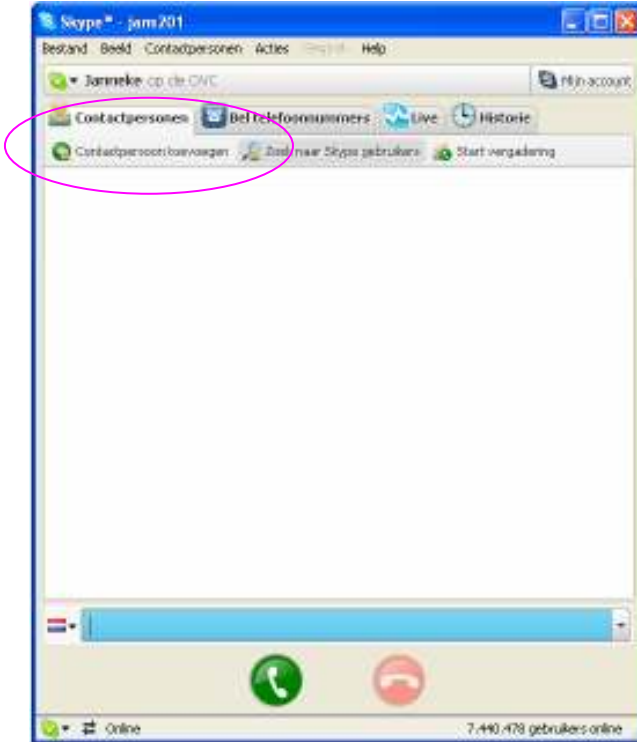 Skype™ - jam201
Bestand Beeld Contactpersonen Acties Help
Janneke op de OVC Mijn account
Contactpersonen Bel telefoonnummers Live Historie
Contactpersoon toevoegen Zoek naar Skype gebruikers Start vergadering
Online 7.440.478 gebruikers online